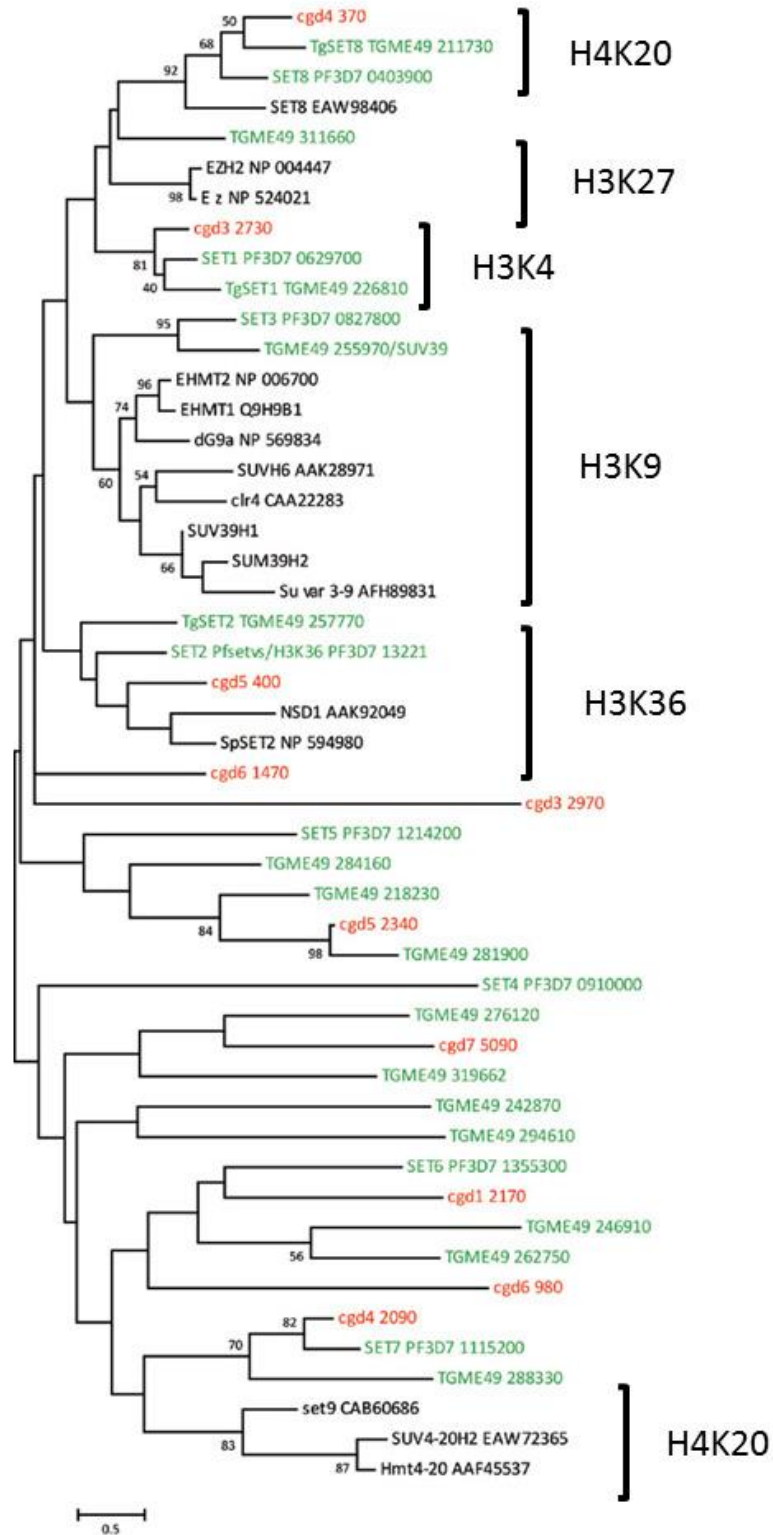 50
cgd4 370
68
TgSET8 TGME49 211730
92
SET8 PF3D7 0403900
SET8 EAW98406
H4K20
TGME49 311660
EZH2 NP 004447
98
E z NP 524021
H3K27
cgd3 2730
81
SET1 PF3D7 0629700
40
TgSET1 TGME49 226810
H3K4
95
SET3 PF3D7 0827800
TGME49 255970/SUV39
96
EHMT2 NP 006700
74
EHMT1 Q9H9B1
dG9a NP 569834
60
54
SUVH6 AAK28971
clr4 CAA22283
SUV39H1
66
SUM39H2
Su var 3-9 AFH89831
H3K9
TgSET2 TGME49 257770
SET2 Pfsetvs/H3K36 PF3D7 13221
cgd5 400
NSD1 AAK92049
SpSET2 NP 594980
cgd6 1470
H3K36
cgd3 2970
SET5 PF3D7 1214200
TGME49 284160
TGME49 218230
84
cgd5 2340
98
TGME49 281900
SET4 PF3D7 0910000
TGME49 276120
cgd7 5090
TGME49 319662
TGME49 242870
TGME49 294610
SET6 PF3D7 1355300
cgd1 2170
TGME49 246910
56
TGME49 262750
cgd6 980
82
cgd4 2090
70
SET7 PF3D7 1115200
TGME49 288330
set9 CAB60686
83
SUV4-20H2 EAW72365
87
Hmt4-20 AAF45537
H4K20
0.5